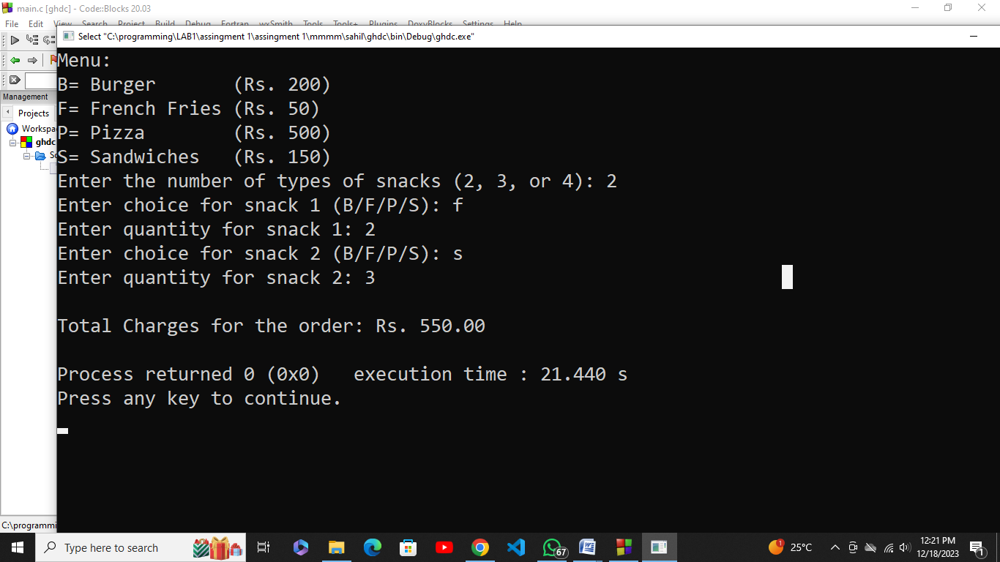 main.c [ghdc] - Code::Blocks 20.03
File Edit View Search Project Build Debug Fortran wxSmith Tools Tools+ Plugins DoxyBlocks Settings Help
Select "C:\programming\LAB1\assingment 1\assingment 1\mmmm\sahil\ghdc\bin\Debug\ghdc.exe"
Management
Projects
Workspa
ghdc
So
C:\programmi
Menu:
B= Burger (Rs. 200)
F= French Fries (Rs. 50)
P= Pizza (Rs. 500)
S= Sandwiches (Rs. 150)
Enter the number of types of snacks (2, 3, or 4): 2
Enter choice for snack 1 (B/F/P/S): f
Enter quantity for snack 1: 2
Enter choice for snack 2 (B/F/P/S): s
Enter quantity for snack 2: 3
Total Charges for the order: Rs. 550.00
Process returned 0 (0x0) execution time : 21.440 s
Press any key to continue.
Type here to search
67
1
25°C
12:21 PM
12/18/2023
1